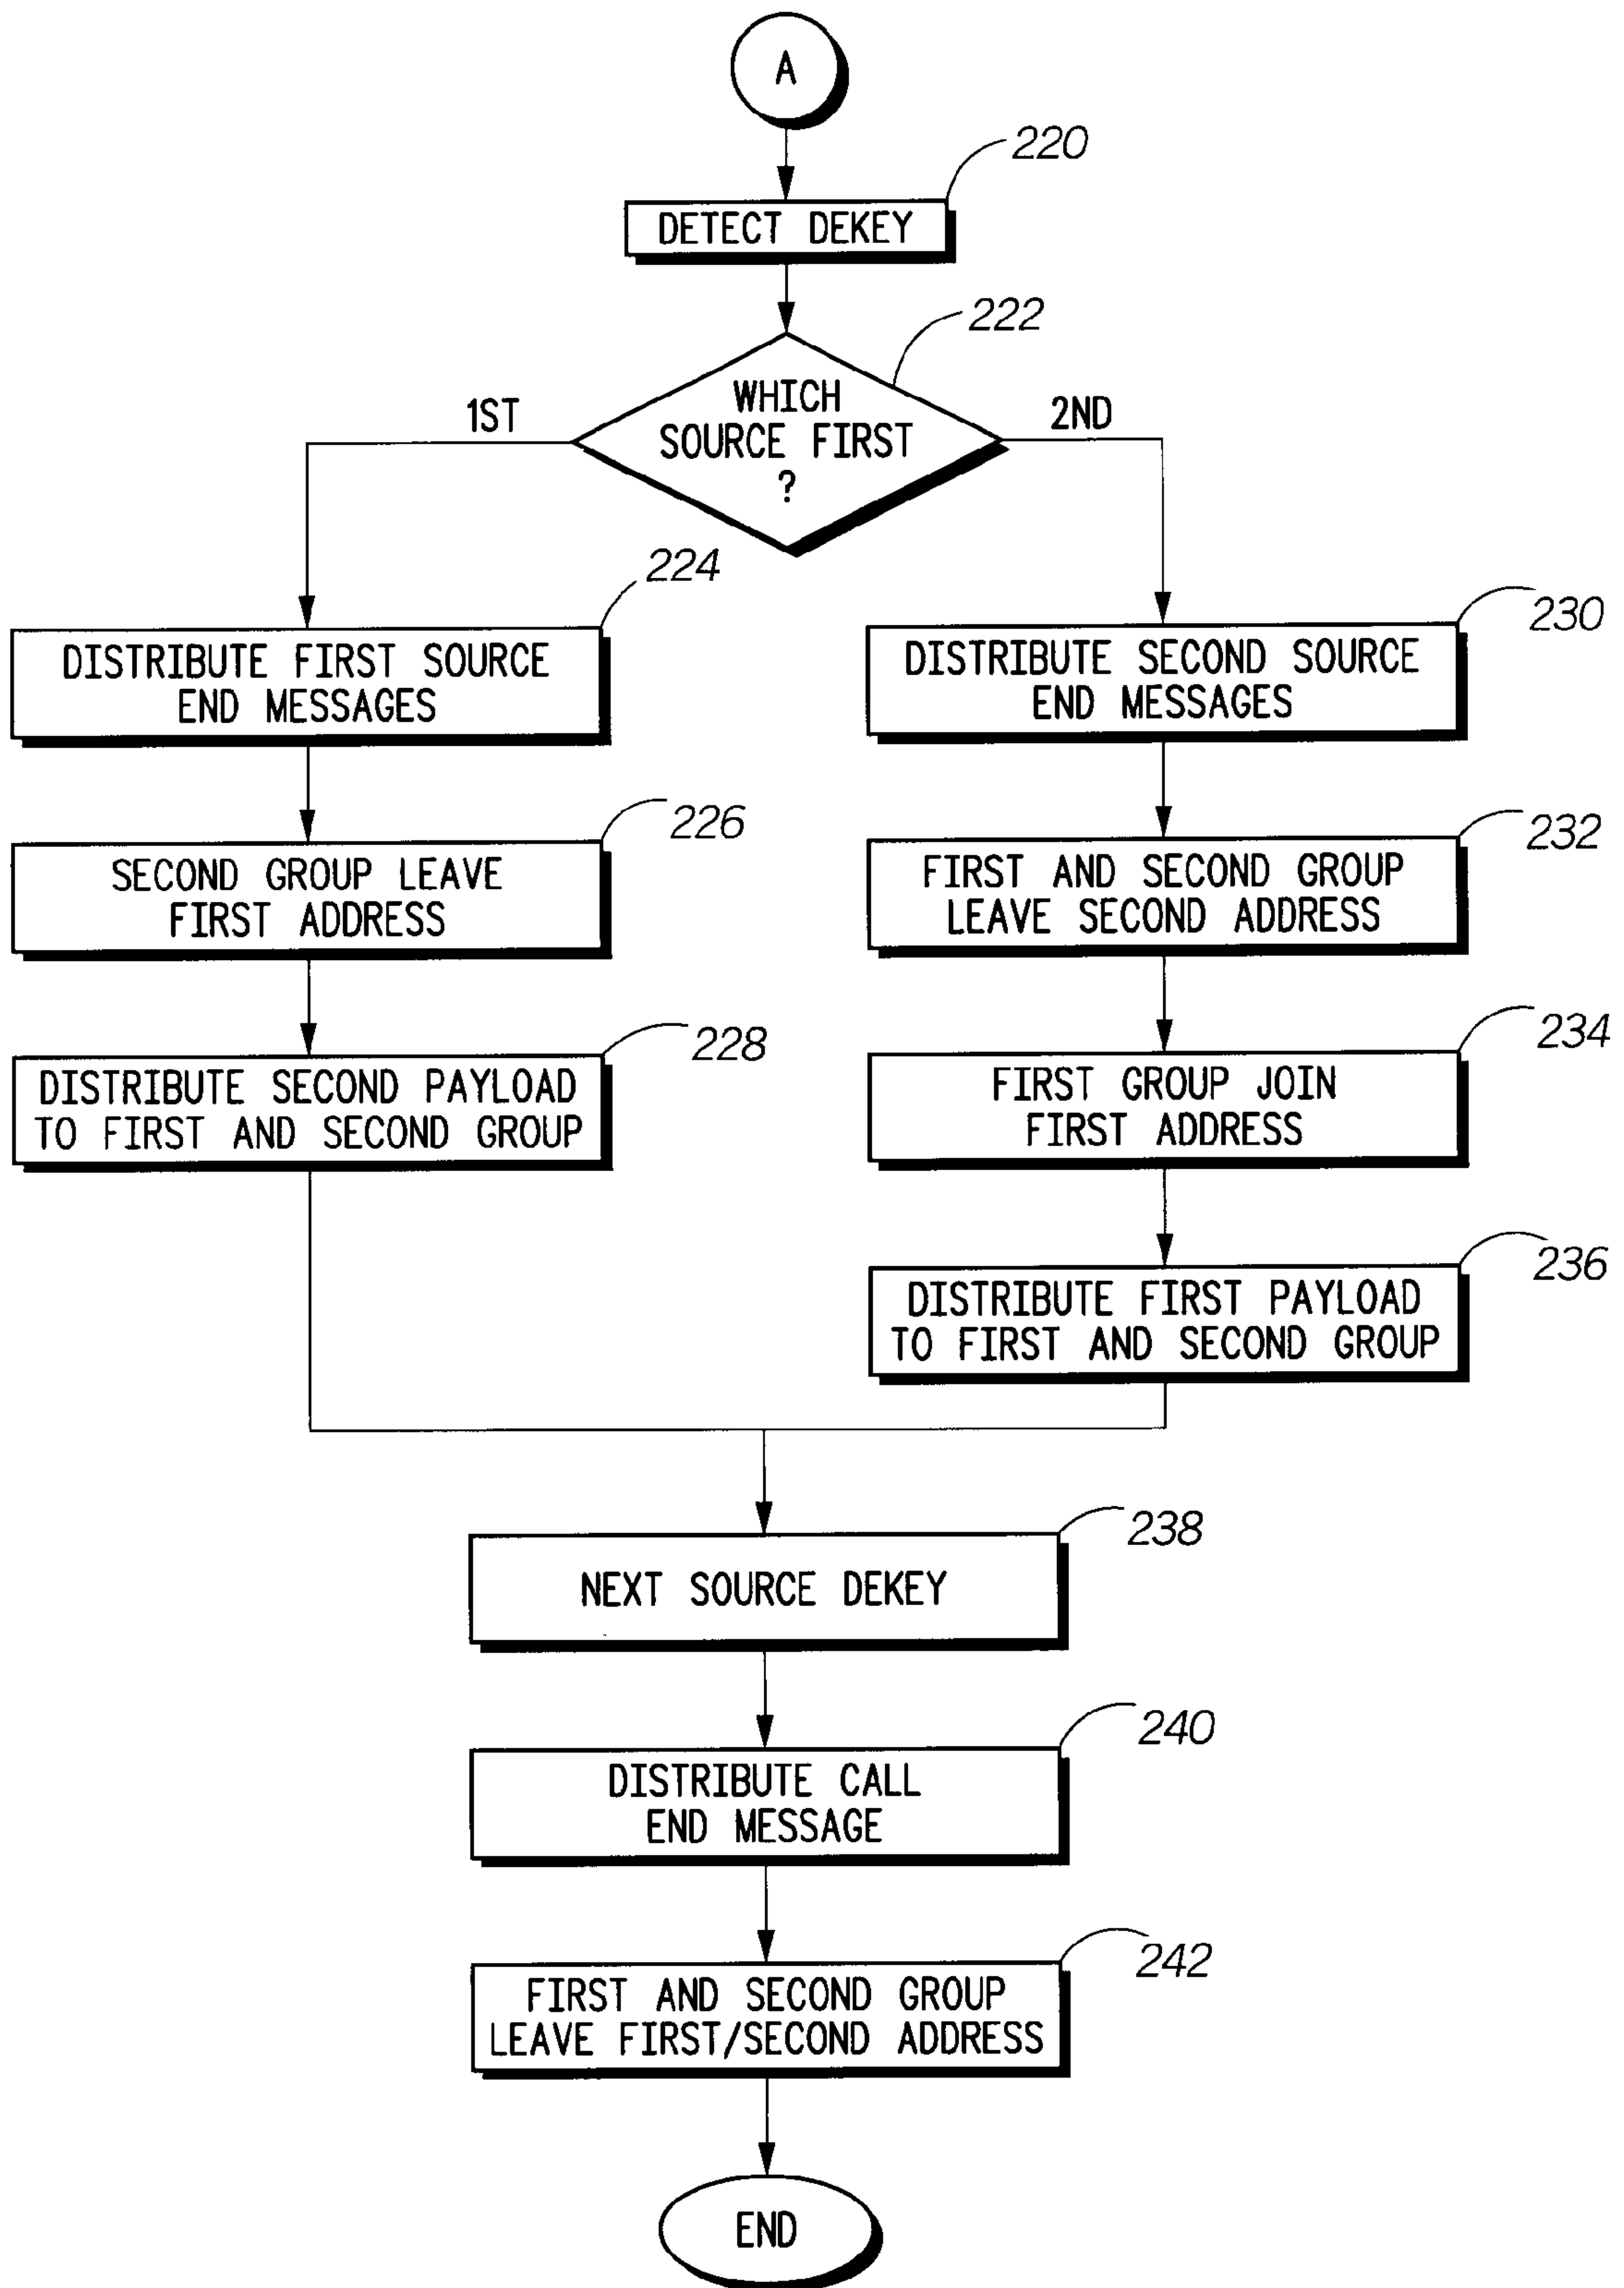 A
220
DETECT DEKEY
222
WHICH
SOURCE FIRST
?
1ST
2ND
224
DISTRIBUTE FIRST SOURCE
END MESSAGES
226
SECOND GROUP LEAVE
FIRST ADDRESS
228
DISTRIBUTE SECOND PAYLOAD
TO FIRST AND SECOND GROUP
230
DISTRIBUTE SECOND SOURCE
END MESSAGES
232
FIRST AND SECOND GROUP
LEAVE SECOND ADDRESS
234
FIRST GROUP JOIN
FIRST ADDRESS
236
DISTRIBUTE FIRST PAYLOAD
TO FIRST AND SECOND GROUP
238
NEXT SOURCE DEKEY
240
DISTRIBUTE CALL
END MESSAGE
242
FIRST AND SECOND GROUP
LEAVE FIRST/SECOND ADDRESS
END